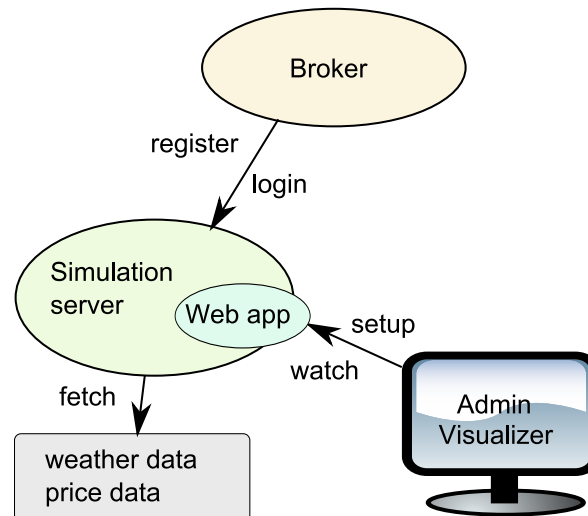 Broker
register
login
Simulation
server
Web app
setup
watch
fetch
Admin
Visualizer
weather data
price data